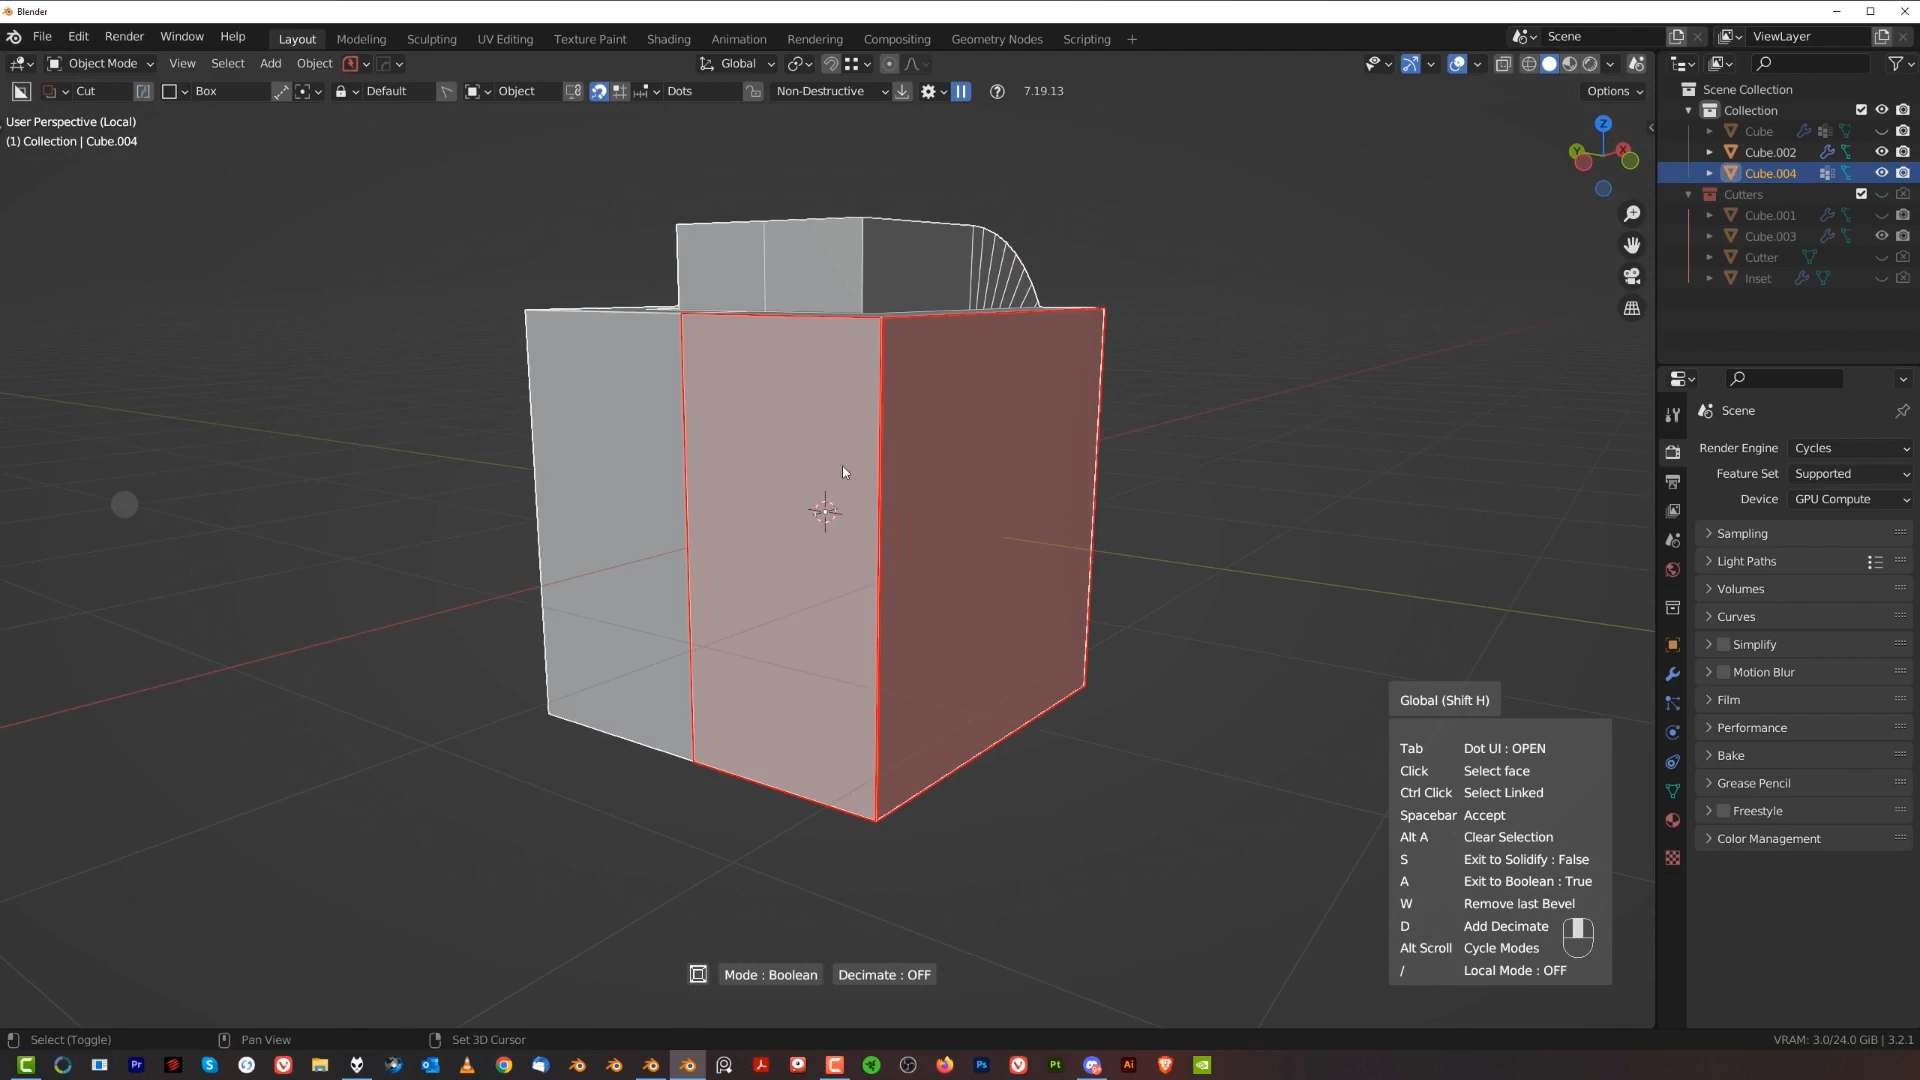 Blender
File Edit Render Window Help
Layout Modeling Sculpting UV Editing Texture Paint Shading Animation Rendering Compositing Geometry Nodes Scripting +
Scene
ViewLayer
Object Mode View Select Add Object
Global
Cut Box Default Object Dots Non-Destructive 7.19.13
Options
User Perspective (Local)
(1) Collection | Cube.004
Z
Y
X
Scene Collection
Collection
Cube
Cube.002
Cube.004
Cutters
Cube.001
Cube.003
Cutter
Inset
Scene
Render Engine Cycles
Feature Set Supported
Device GPU Compute
Sampling
Light Paths
Volumes
Curves
Simplify
Motion Blur
Film
Performance
Bake
Grease Pencil
Freestyle
Color Management
Global (Shift H)
Tab Dot UI : OPEN
Click Select face
Ctrl Click Select Linked
Spacebar Accept
Alt A Clear Selection
S Exit to Solidify : False
A Exit to Boolean : True
W Remove last Bevel
D Add Decimate
Alt Scroll Cycle Modes
/ Local Mode : OFF
Mode : Boolean Decimate : OFF
Select (Toggle) Pan View Set 3D Cursor
VRAM: 3.0/24.0 GiB | 3.2.1
Pr S Ps Pt Ai